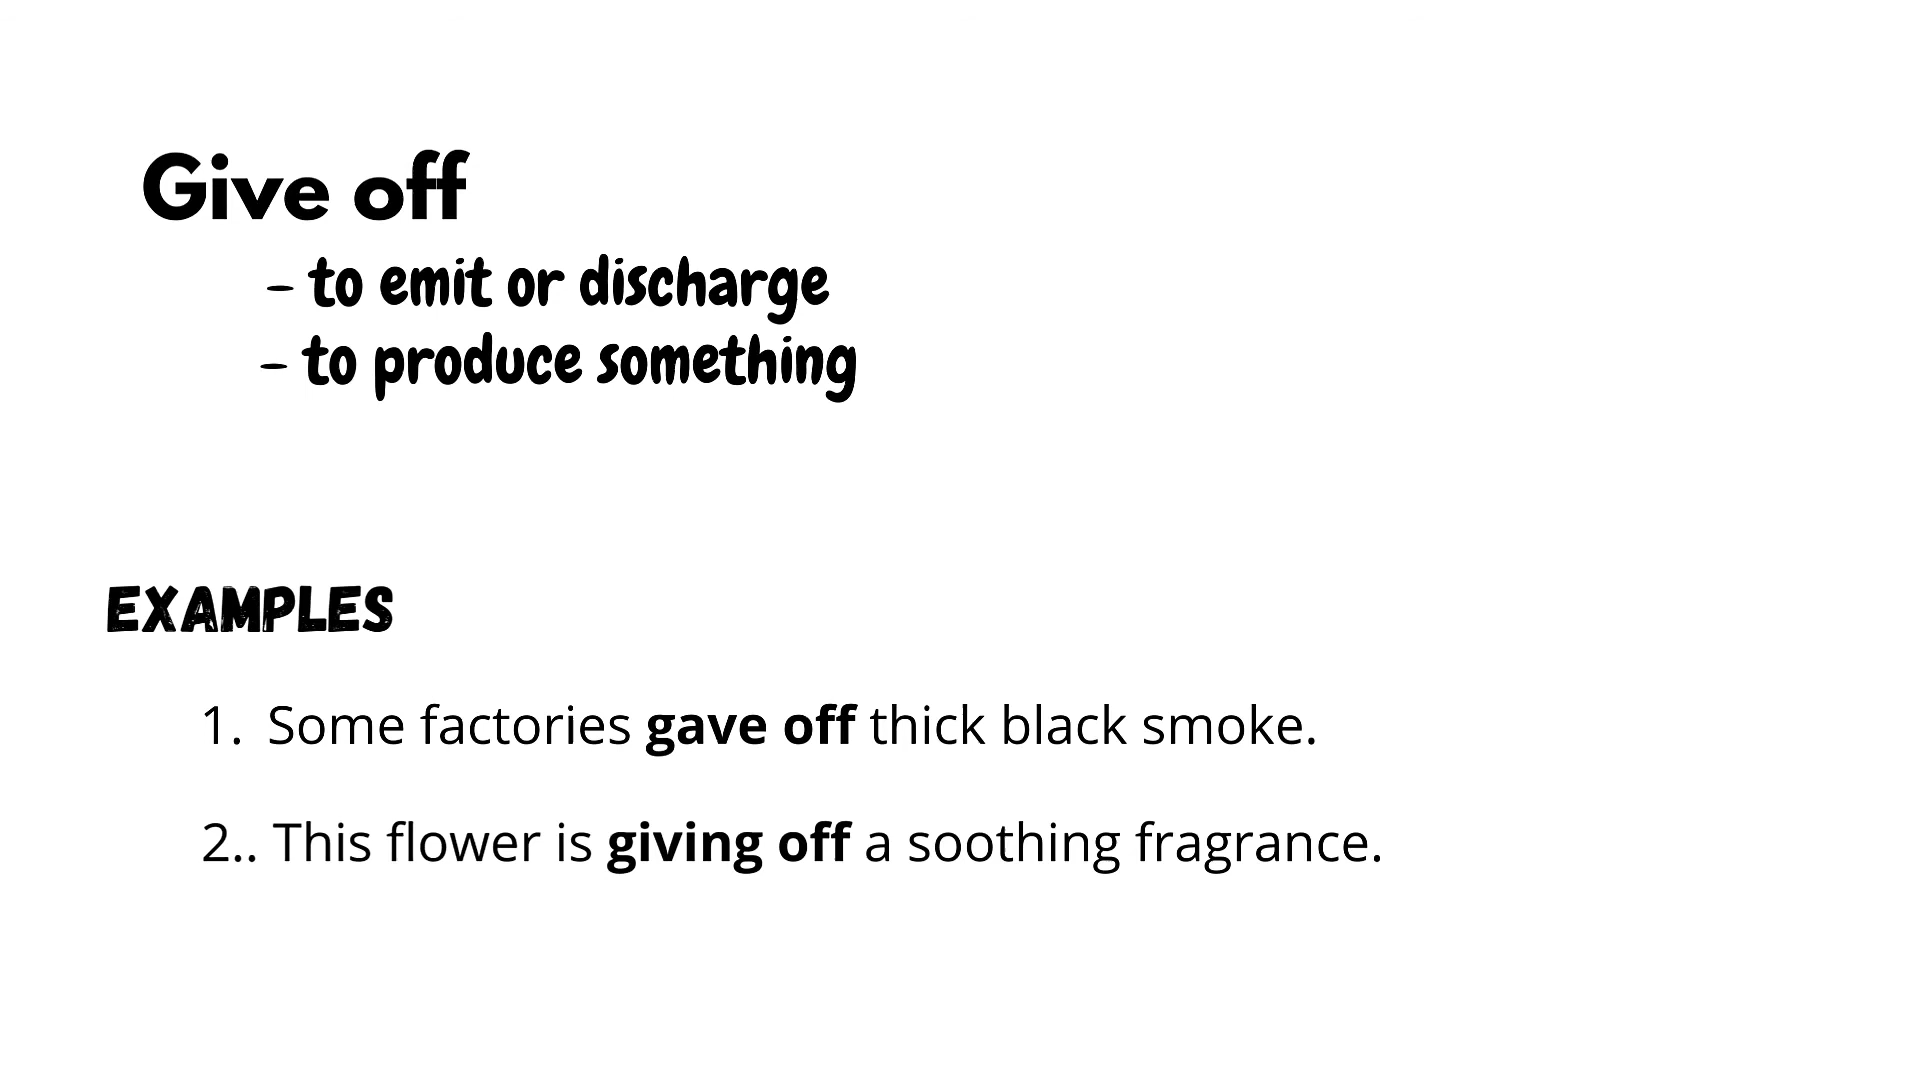 Give off
- to emit or discharge
- to produce something
EXAMPLES
1. Some factories gave off thick black smoke.
2.. This flower is giving off a soothing fragrance.